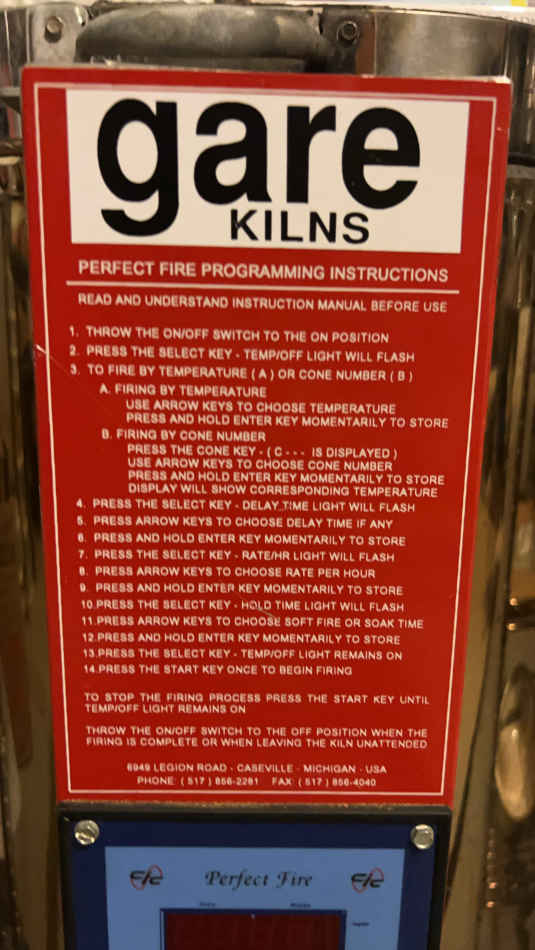 gare
KILNS
PERFECT FIRE PROGRAMMING INSTRUCTIONS
READ AND UNDERSTAND INSTRUCTION MANUAL BEFORE USE
1. THROW THE ON/OFF SWITCH TO THE ON POSITION
2. PRESS THE SELECT KEY - TEMP/OFF LIGHT WILL FLASH
3. TO FIRE BY TEMPERATURE ( A ) OR CONE NUMBER ( B )
A. FIRING BY TEMPERATURE
USE ARROW KEYS TO CHOOSE TEMPERATURE
PRESS AND HOLD ENTER KEY MOMENTARILY TO STORE
B. FIRING BY CONE NUMBER
PRESS THE CONE KEY - ( C - - - IS DISPLAYED )
USE ARROW KEYS TO CHOOSE CONE NUMBER
PRESS AND HOLD ENTER KEY MOMENTARILY TO STORE
DISPLAY WILL SHOW CORRESPONDING TEMPERATURE
4. PRESS THE SELECT KEY - DELAY TIME LIGHT WILL FLASH
5. PRESS ARROW KEYS TO CHOOSE DELAY TIME IF ANY
6. PRESS AND HOLD ENTER KEY MOMENTARILY TO STORE
7. PRESS THE SELECT KEY - RATE/HR LIGHT WILL FLASH
8. PRESS ARROW KEYS TO CHOOSE RATE PER HOUR
9. PRESS AND HOLD ENTER KEY MOMENTARILY TO STORE
10.PRESS THE SELECT KEY - HOLD TIME LIGHT WILL FLASH
11.PRESS ARROW KEYS TO CHOOSE SOFT FIRE OR SOAK TIME
12.PRESS AND HOLD ENTER KEY MOMENTARILY TO STORE
13.PRESS THE SELECT KEY - TEMP/OFF LIGHT REMAINS ON
14.PRESS THE START KEY ONCE TO BEGIN FIRING
TO STOP THE FIRING PROCESS PRESS THE START KEY UNTIL
TEMP/OFF LIGHT REMAINS ON
THROW THE ON/OFF SWITCH TO THE OFF POSITION WHEN THE
FIRING IS COMPLETE OR WHEN LEAVING THE KILN UNATTENDED
6949 LEGION ROAD - CASEVILLE - MICHIGAN - USA
PHONE: ( 517 ) 856-2281 FAX: ( 517 ) 856-4040
Perfect Fire